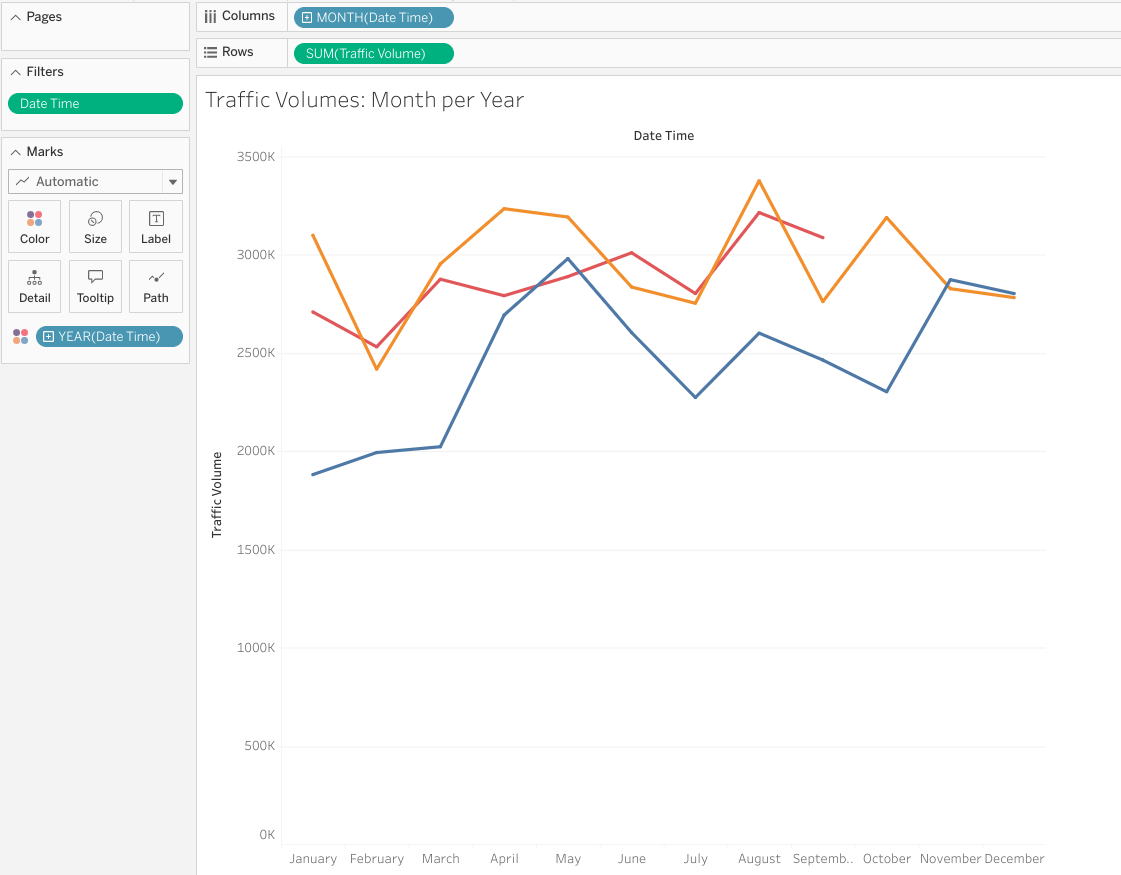 Pages
Columns
MONTH(Date Time)
Rows
SUM(Traffic Volume)
Filters
Date Time
Marks
Automatic
Color
Size
Label
Detail
Tooltip
Path
YEAR(Date Time)
Traffic Volumes: Month per Year
Date Time
3500K
3000K
2500K
2000K
1500K
1000K
500K
0K
Traffic Volume
January February March April May June July August Septemb.. October November December